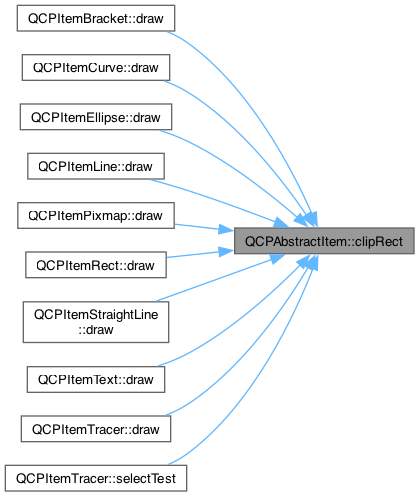 QCPItemBracket::draw
QCPItemCurve::draw
QCPItemEllipse::draw
QCPItemLine::draw
QCPItemPixmap::draw
QCPAbstractItem::clipRect
QCPItemRect::draw
QCPItemStraightLine
::draw
QCPItemText::draw
QCPItemTracer::draw
QCPItemTracer::selectTest